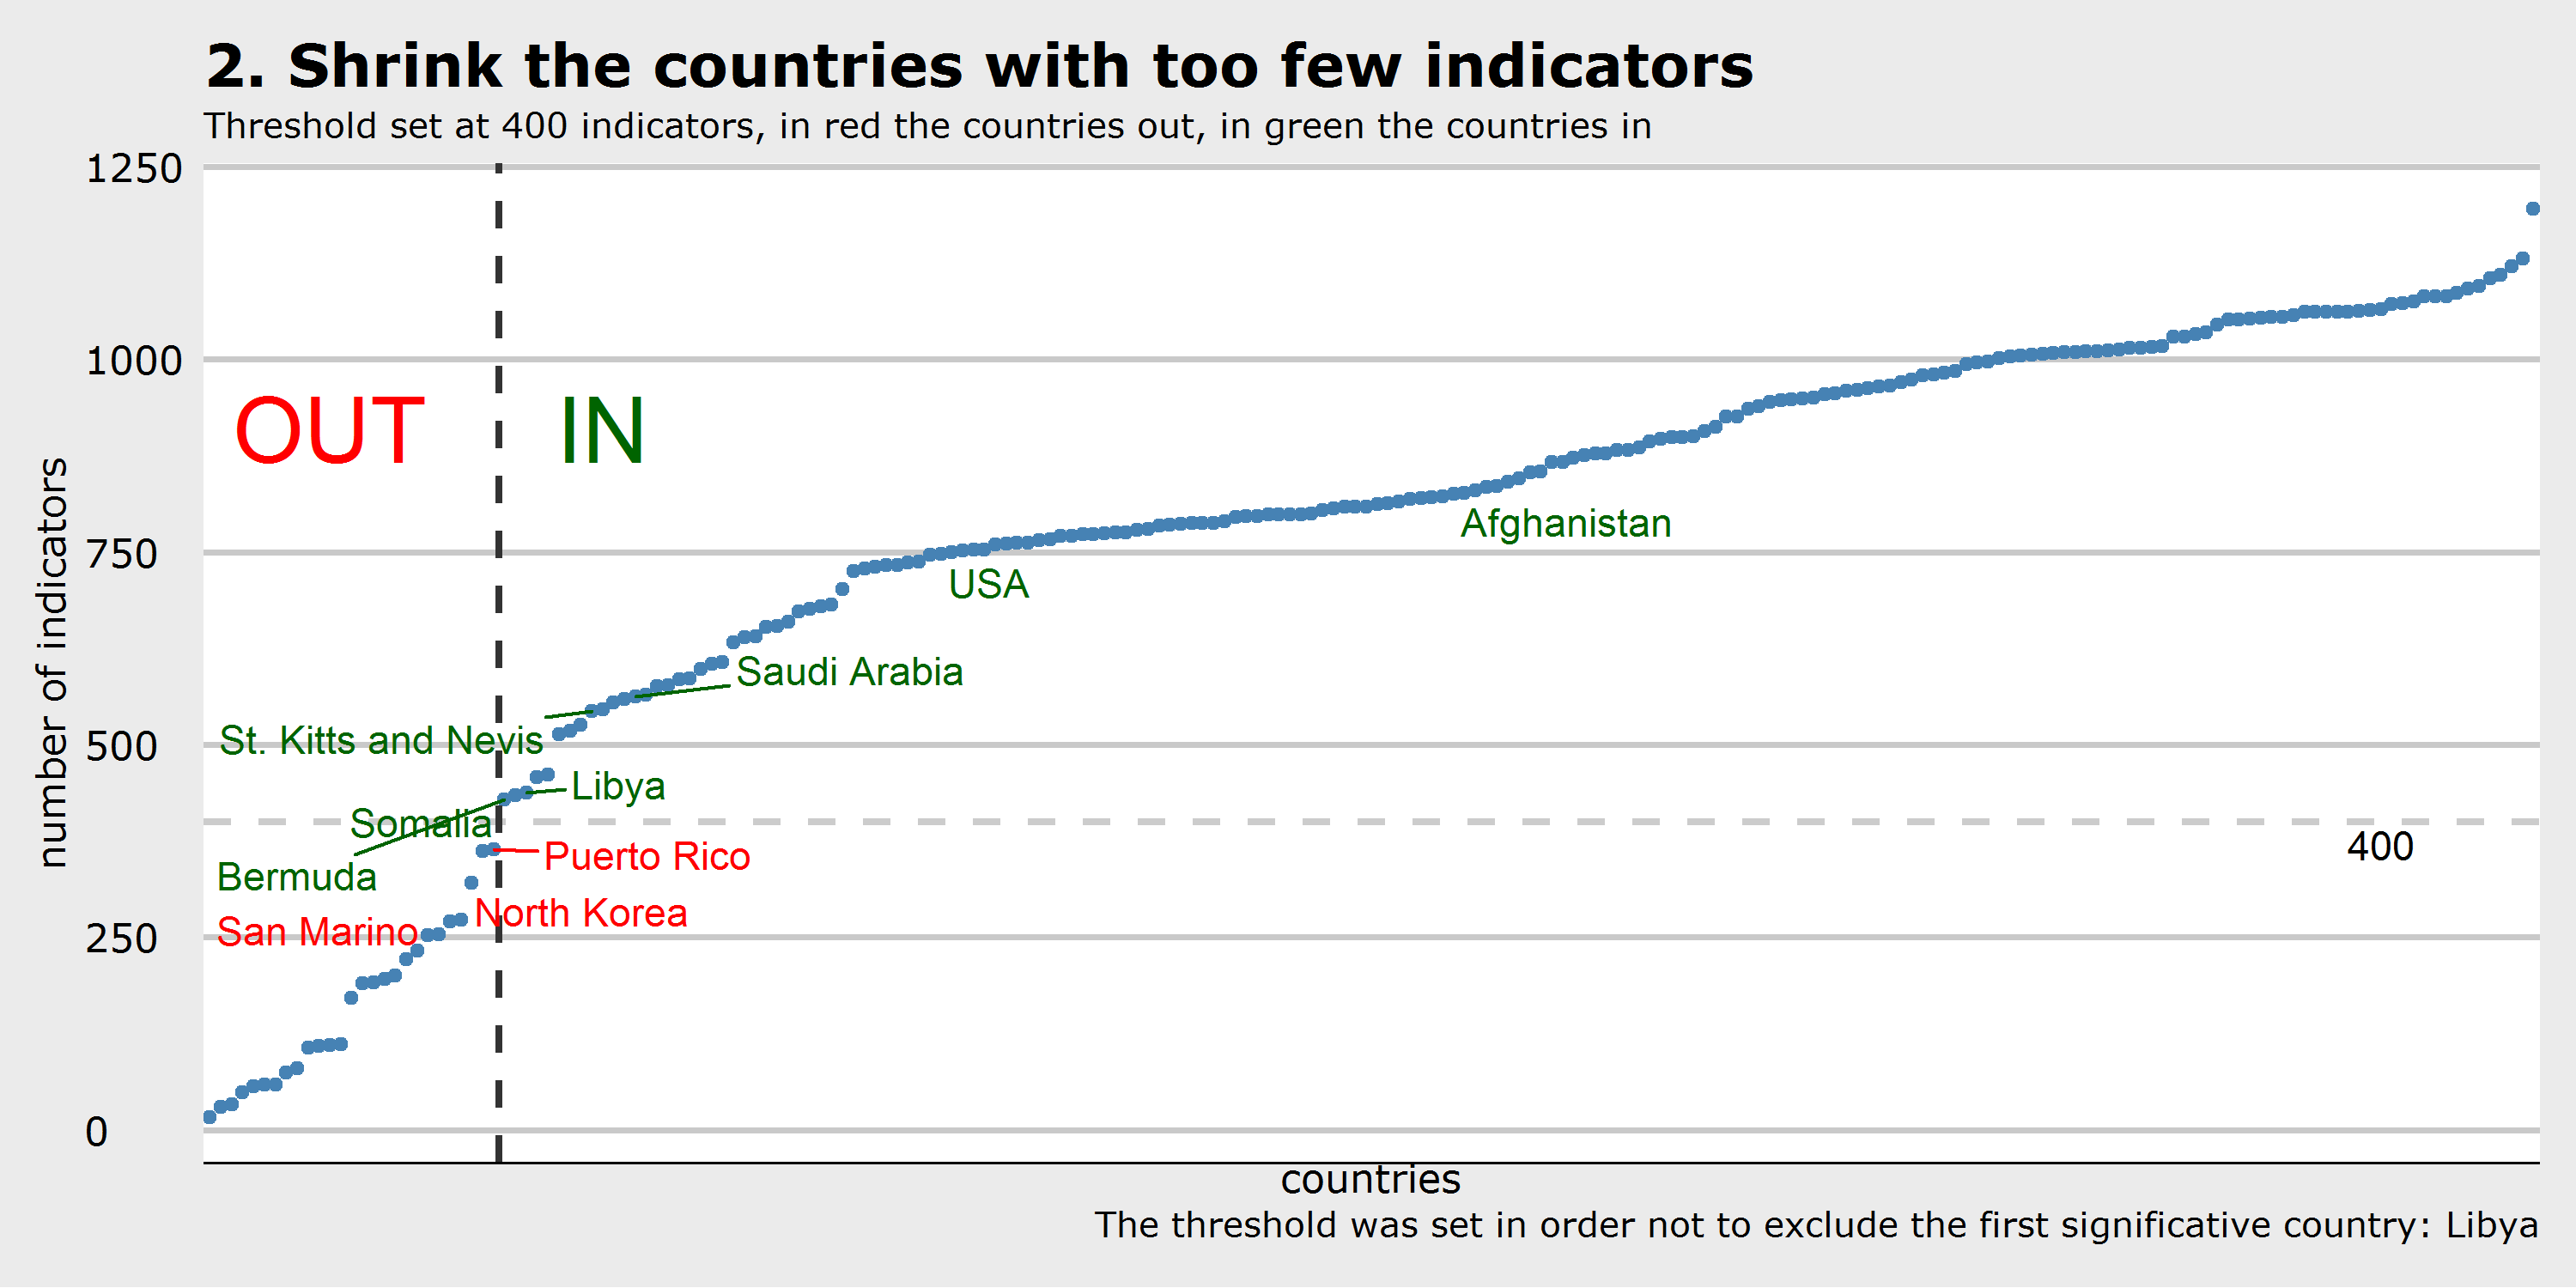 2. Shrink the countries with too few indicators
Threshold set at 400 indicators, in red the countries out, in green the countries in
1250
1000
OUT
IN
number of indicators
Afghanistan
750
USA
Saudi Arabia
St. Kitts and Nevis
500
Libya
Somalia
400
Puerto Rico
Bermuda
North Korea
San Marino
250
0
countries
The threshold was set in order not to exclude the first significative country: Libya